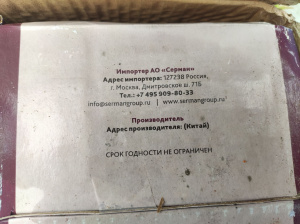 Импортер АО «Серман»
Адрес импортера: 127238 Россия,
г. Москва, Дмитровское ш. 71Б
Тел.: +7 495 909-80-33
info@sermangroup.ru | www.sermangroup.ru
Производитель
Адрес производителя: (Китай)
СРОК ГОДНОСТИ НЕ ОГРАНИЧЕН